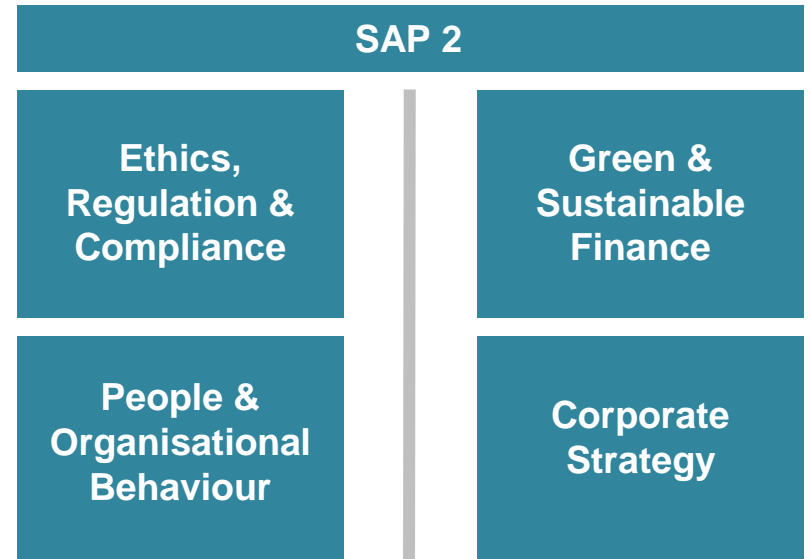 SAP 2
Ethics,
Regulation &
Compliance
Green &
Sustainable
Finance
People &
Organisational
Behaviour
Corporate
Strategy